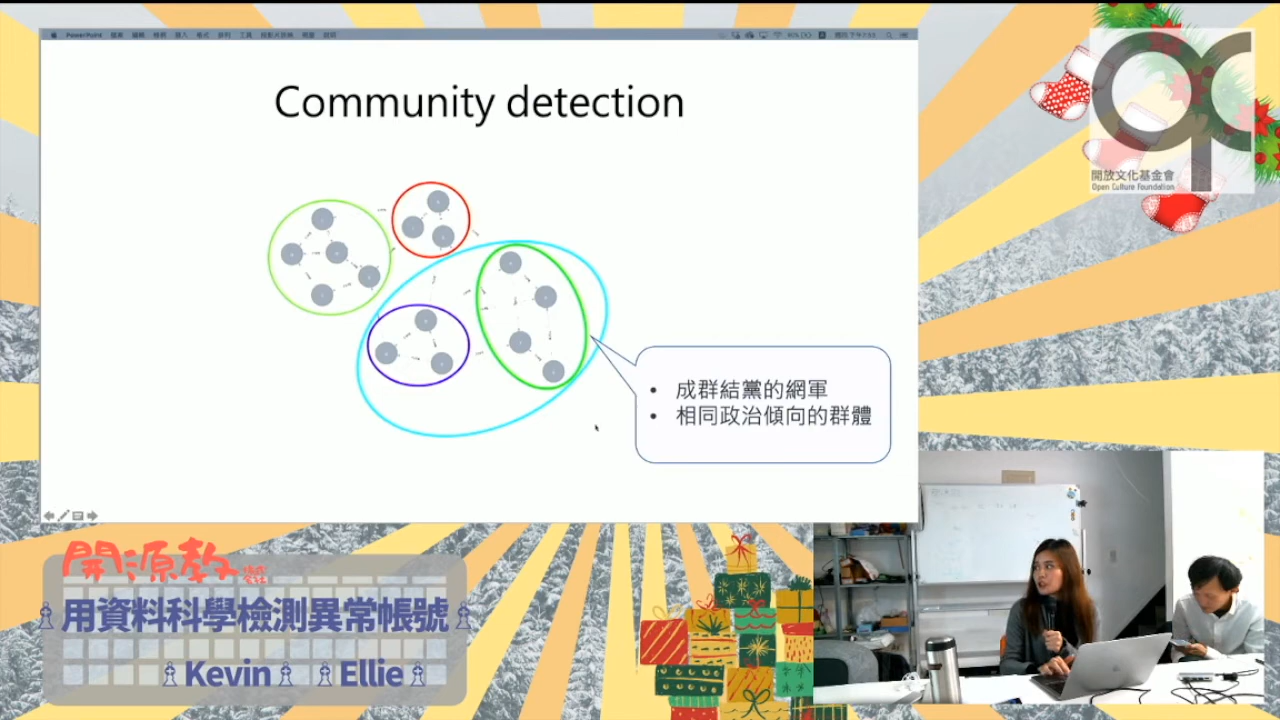 PowerPoint
Community detection
• 成群結黨的網軍
• 相同政治傾向的群體
開放文化基金會
Open Culture Foundation
開源教
用資料科學檢測異常帳號
Kevin Ellie